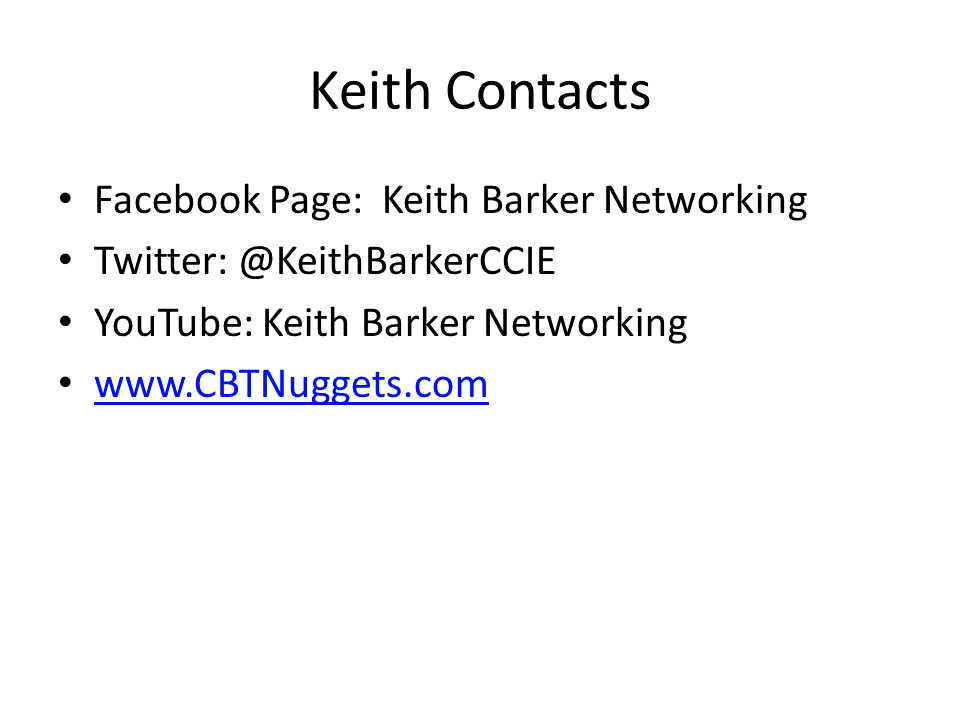 Keith Contacts
• Facebook Page:  Keith Barker Networking
• Twitter: @KeithBarkerCCIE
• YouTube: Keith Barker Networking
• www.CBTNuggets.com